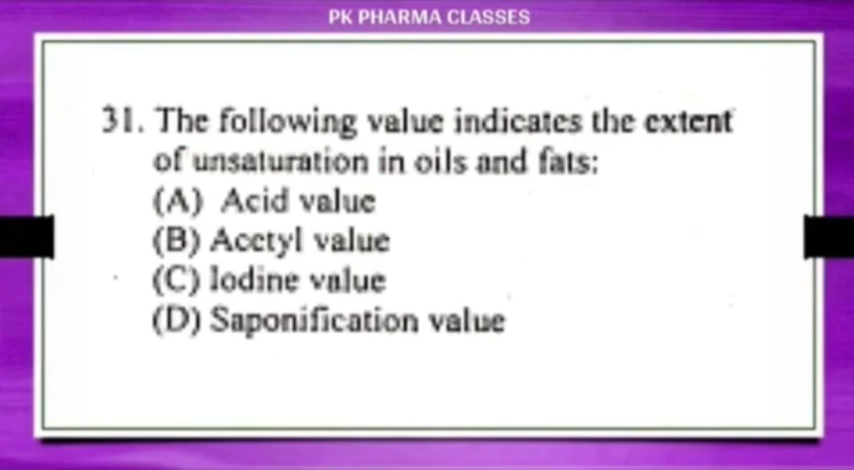 PK PHARMA CLASSES
31. The following value indicates the extent
of unsaturation in oils and fats:
(A) Acid value
(B) Acetyl value
(C) Iodine value
(D) Saponification value